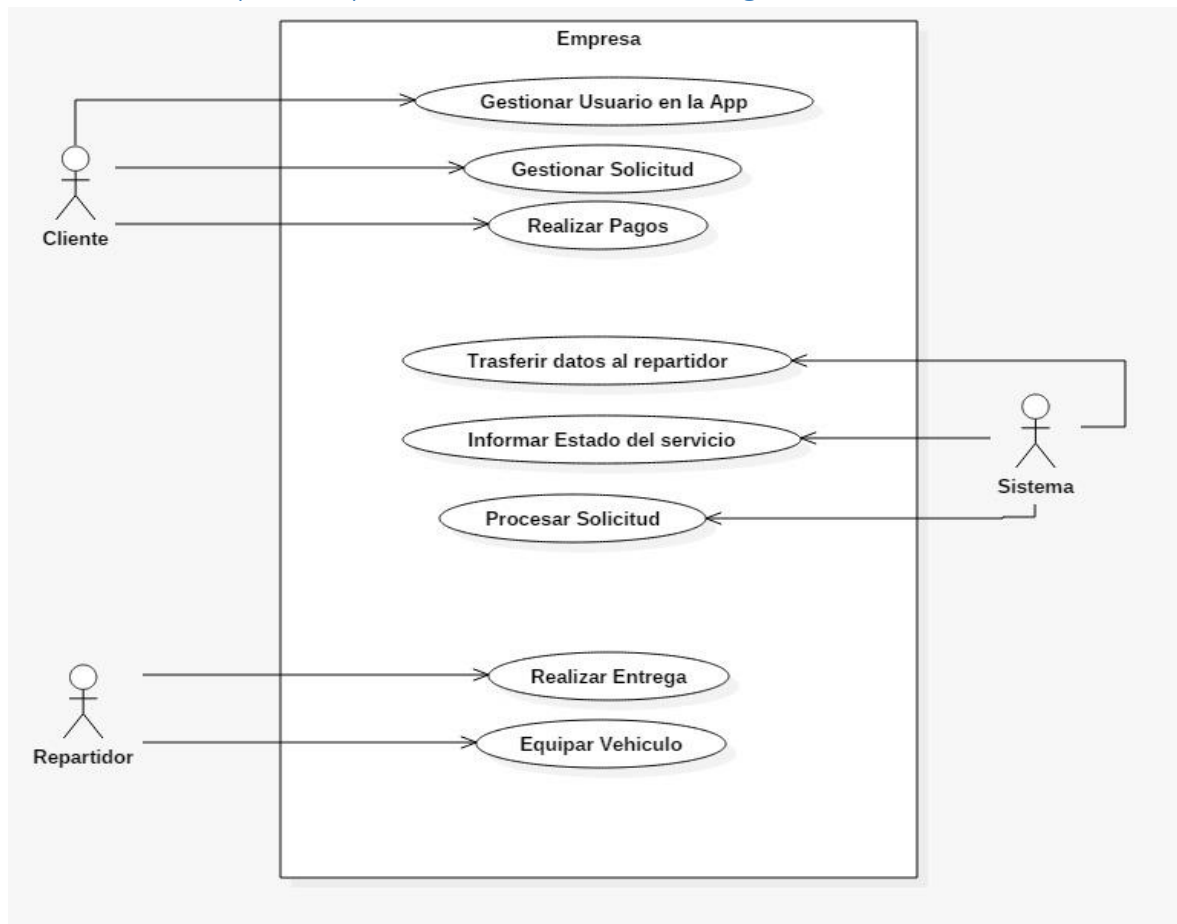 Empresa
Gestionar Usuario en la App
Gestionar Solicitud
Realizar Pagos
Cliente
Trasferir datos al repartidor
Informar Estado del servicio
Sistema
Procesar Solicitud
Realizar Entrega
Equipar Vehiculo
Repartidor